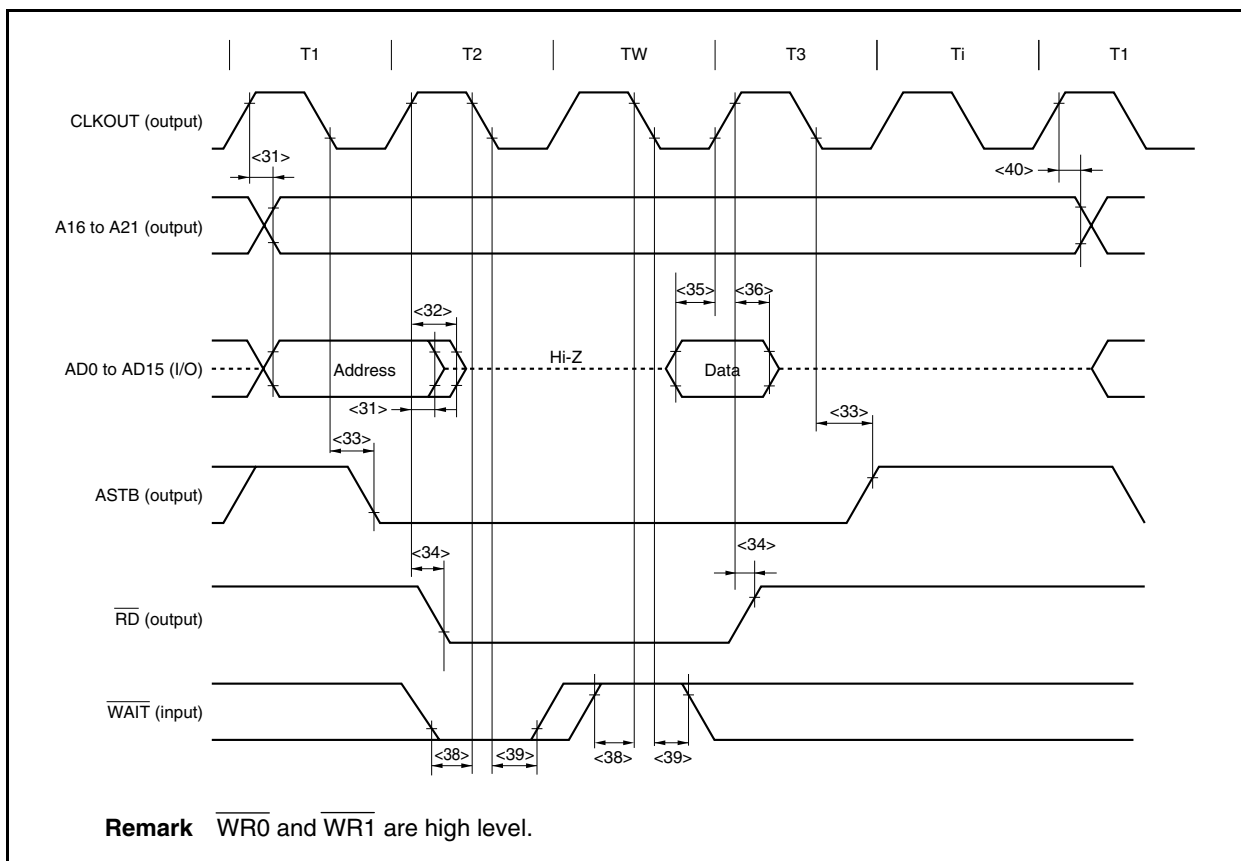 T1 T2 TW T3 Ti T1
CLKOUT (output)
<31> <40>
A16 to A21 (output)
<35> <36>
<32>
Hi-Z
AD0 to AD15 (I/O) Address Data
<31> <33>
<33>
ASTB (output)
<34> <34>
RD (output)
WAIT (input)
<38> <39> <38> <39>
Remark WR0 and WR1 are high level.